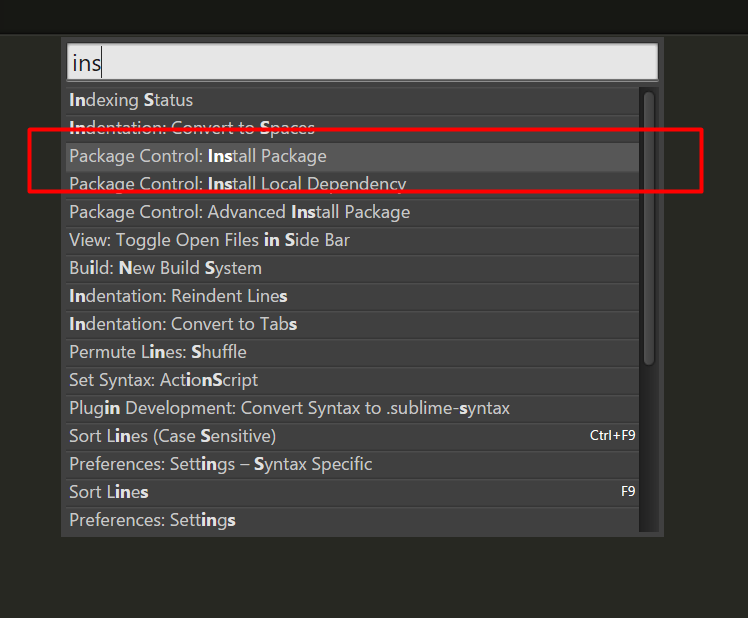 ins
Indexing Status
Indentation: Convert to Spaces
Package Control: Install Package
Package Control: Install Local Dependency
Package Control: Advanced Install Package
View: Toggle Open Files in Side Bar
Build: New Build System
Indentation: Reindent Lines
Indentation: Convert to Tabs
Permute Lines: Shuffle
Set Syntax: ActionScript
Plugin Development: Convert Syntax to .sublime-syntax
Sort Lines (Case Sensitive) Ctrl+F9
Preferences: Settings – Syntax Specific
Sort Lines F9
Preferences: Settings